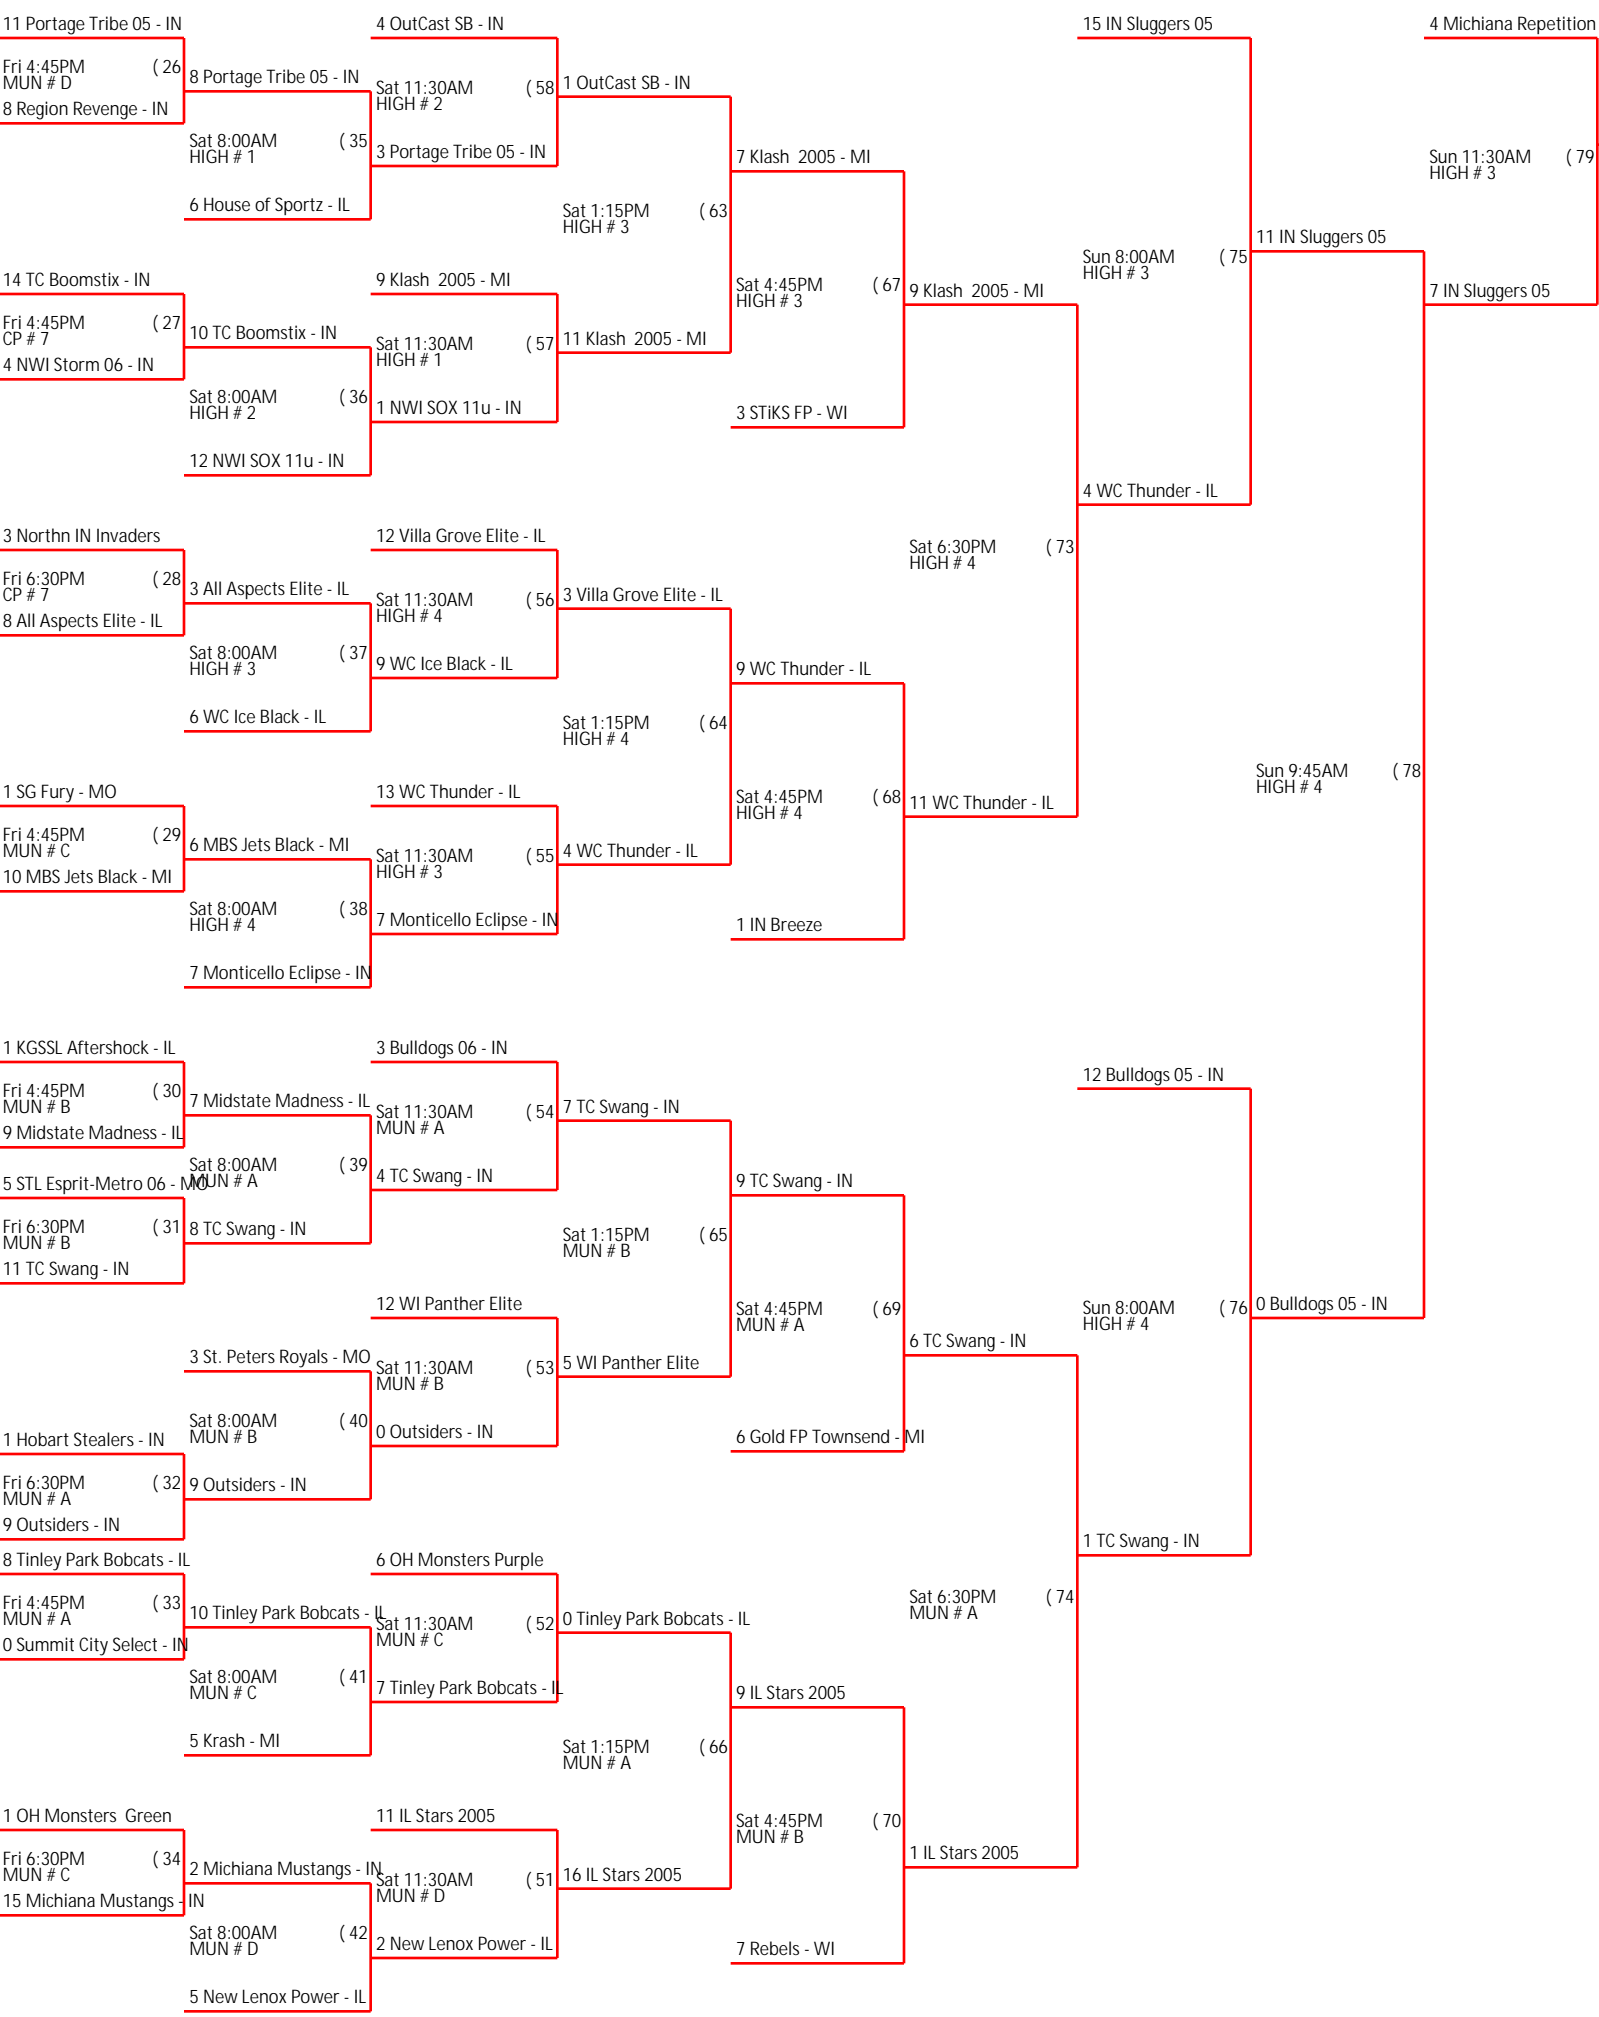 11 Portage Tribe 05 - IN
Fri 4:45PM ( 26
MUN # D
8 Region Revenge - IN
14 TC Boomstix - IN
Fri 4:45PM ( 27
CP # 7
4 NWI Storm 06 - IN
3 Northn IN Invaders
Fri 6:30PM ( 28
CP # 7
8 All Aspects Elite - IL
1 SG Fury - MO
Fri 4:45PM ( 29
MUN # C
10 MBS Jets Black - MI
1 KGSSL Aftershock - IL
Fri 4:45PM ( 30
MUN # B
9 Midstate Madness - IL
5 STL Esprit-Metro 06 - MO
Fri 6:30PM ( 31
MUN # B
11 TC Swang - IN
1 Hobart Stealers - IN
Fri 6:30PM ( 32
MUN # A
9 Outsiders - IN
8 Tinley Park Bobcats - IL
Fri 4:45PM ( 33
MUN # A
0 Summit City Select - IN
1 OH Monsters  Green
Fri 6:30PM ( 34
MUN # C
15 Michiana Mustangs - IN
8 Portage Tribe 05 - IN
Sat 8:00AM ( 35
HIGH # 1
6 House of Sportz - IL
10 TC Boomstix - IN
Sat 8:00AM ( 36
HIGH # 2
12 NWI SOX 11u - IN
3 All Aspects Elite - IL
Sat 8:00AM ( 37
HIGH # 3
6 WC Ice Black - IL
6 MBS Jets Black - MI
Sat 8:00AM ( 38
HIGH # 4
7 Monticello Eclipse - IN
7 Midstate Madness - IL
Sat 8:00AM ( 39
MUN # A
8 TC Swang - IN
3 St. Peters Royals - MO
Sat 8:00AM ( 40
MUN # B
9 Outsiders - IN
10 Tinley Park Bobcats - IL
Sat 8:00AM ( 41
MUN # C
5 Krash - MI
2 Michiana Mustangs - IN
Sat 8:00AM ( 42
MUN # D
5 New Lenox Power - IL
4 OutCast SB - IN
Sat 11:30AM ( 58
HIGH # 2
3 Portage Tribe 05 - IN
9 Klash  2005 - MI
Sat 11:30AM ( 57
HIGH # 1
1 NWI SOX 11u - IN
12 Villa Grove Elite - IL
Sat 11:30AM ( 56
HIGH # 4
9 WC Ice Black - IL
13 WC Thunder - IL
Sat 11:30AM ( 55
HIGH # 3
7 Monticello Eclipse - IN
3 Bulldogs 06 - IN
Sat 11:30AM ( 54
MUN # A
4 TC Swang - IN
12 WI Panther Elite
Sat 11:30AM ( 53
MUN # B
0 Outsiders - IN
6 OH Monsters Purple
Sat 11:30AM ( 52
MUN # C
7 Tinley Park Bobcats - IL
11 IL Stars 2005
Sat 11:30AM ( 51
MUN # D
2 New Lenox Power - IL
1 OutCast SB - IN
Sat 1:15PM ( 63
HIGH # 3
11 Klash  2005 - MI
3 Villa Grove Elite - IL
Sat 1:15PM ( 64
HIGH # 4
4 WC Thunder - IL
7 TC Swang - IN
Sat 1:15PM ( 65
MUN # B
5 WI Panther Elite
0 Tinley Park Bobcats - IL
Sat 1:15PM ( 66
MUN # A
16 IL Stars 2005
7 Klash  2005 - MI
Sat 4:45PM ( 67
HIGH # 3
3 STiKS FP - WI
9 WC Thunder - IL
Sat 4:45PM ( 68
HIGH # 4
1 IN Breeze
9 TC Swang - IN
Sat 4:45PM ( 69
MUN # A
6 Gold FP Townsend - MI
9 IL Stars 2005
Sat 4:45PM ( 70
MUN # B
7 Rebels - WI
9 Klash  2005 - MI
Sat 6:30PM ( 73
HIGH # 4
11 WC Thunder - IL
6 TC Swang - IN
Sat 6:30PM ( 74
MUN # A
1 IL Stars 2005
15 IN Sluggers 05
Sun 8:00AM ( 75
HIGH # 3
4 WC Thunder - IL
12 Bulldogs 05 - IN
Sun 8:00AM ( 76
HIGH # 4
1 TC Swang - IN
11 IN Sluggers 05
Sun 9:45AM ( 78
HIGH # 4
0 Bulldogs 05 - IN
4 Michiana Repetition
Sun 11:30AM ( 79
HIGH # 3
7 IN Sluggers 05